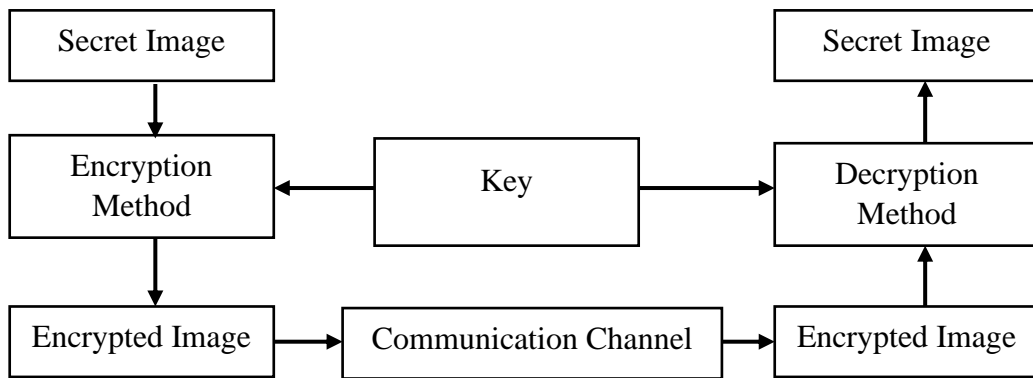 Secret Image
Secret Image
Encryption
Method
Key
Decryption
Method
Encrypted Image
Communication Channel
Encrypted Image